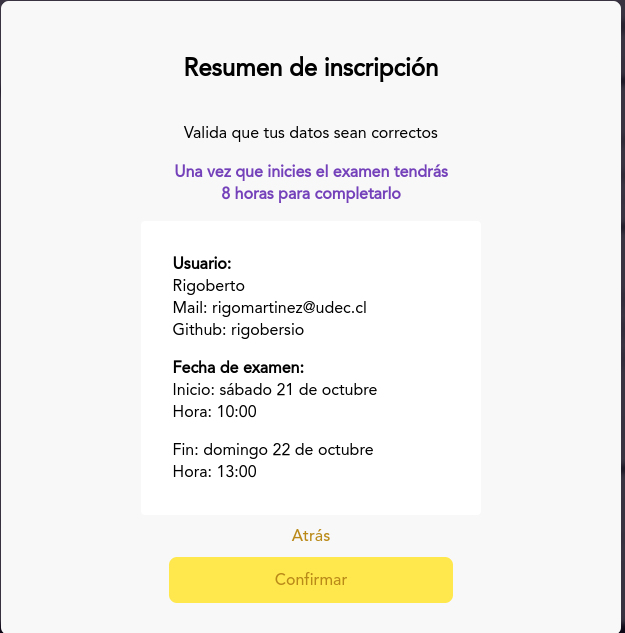 Resumen de inscripción
Valida que tus datos sean correctos
Una vez que inicies el examen tendrás
8 horas para completarlo
Usuario:
Rigoberto
Mail: rigomartinez@udec.cl
Github: rigobersio
Fecha de examen:
Inicio: sábado 21 de octubre
Hora: 10:00
Fin: domingo 22 de octubre
Hora: 13:00
Atrás
Confirmar